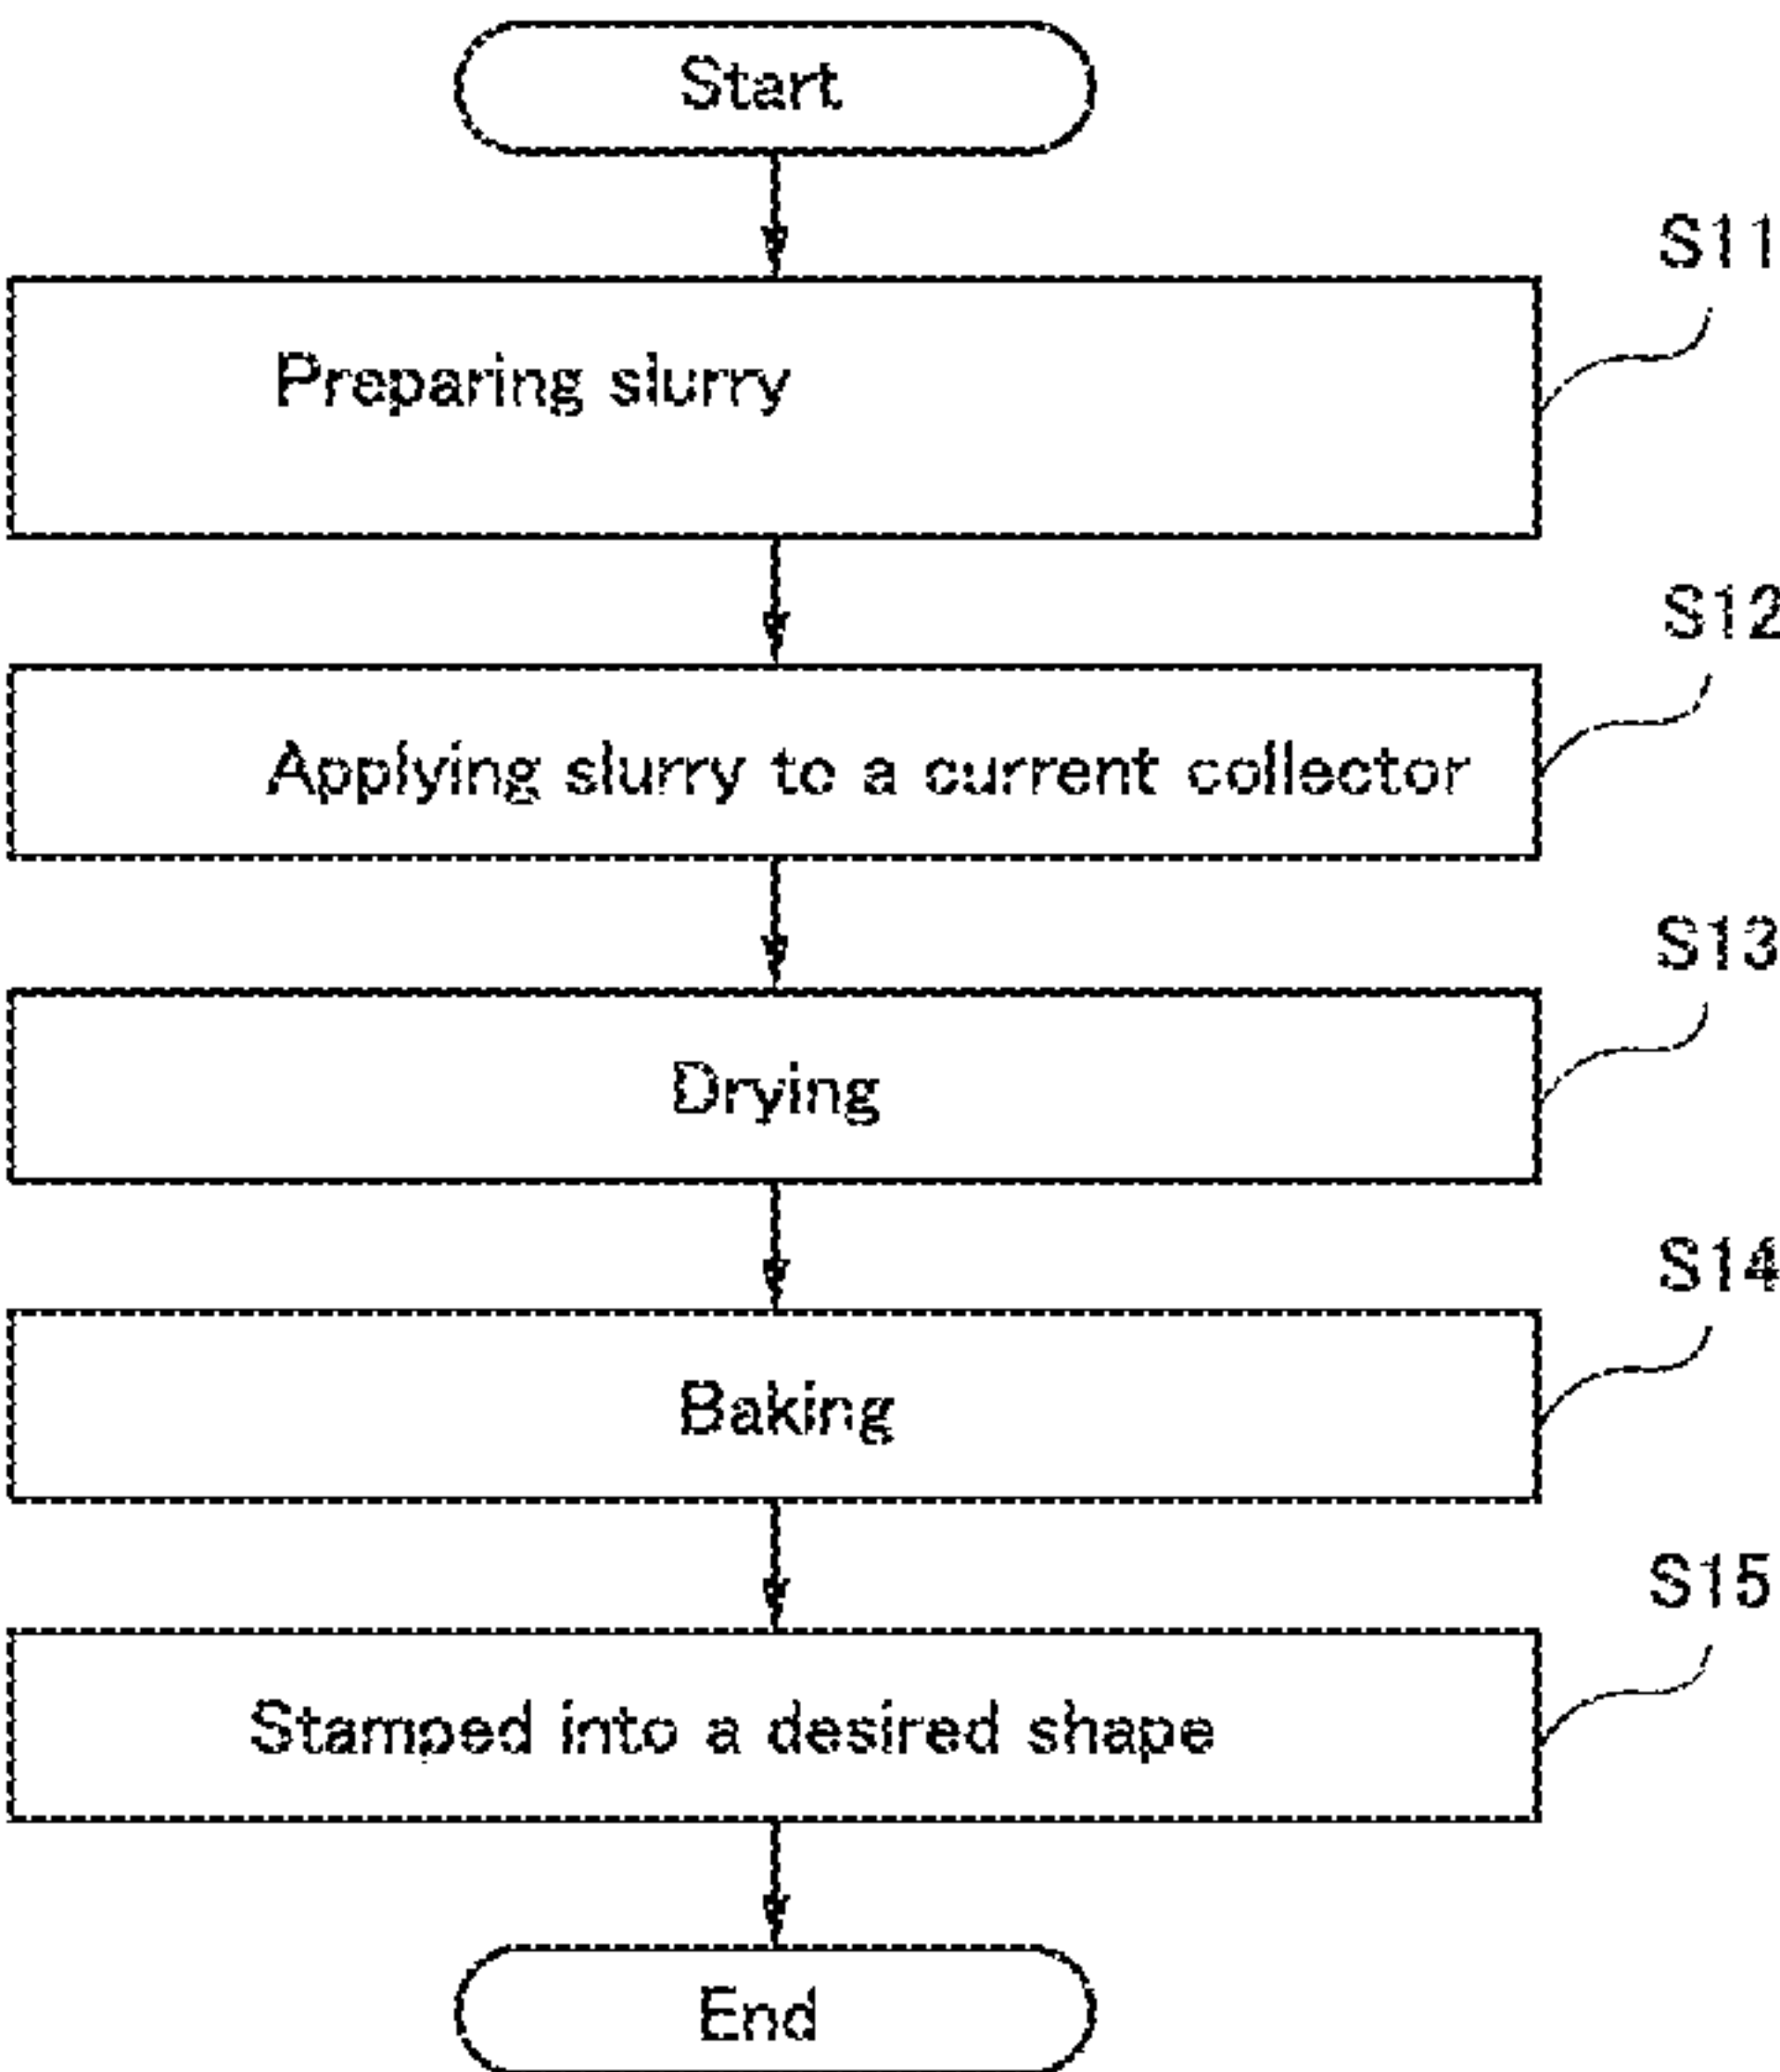 Start
S11
Preparing slurry
S12
Applying slurry to a current collector
S13
Drying
S14
Baking
S15
Stamped into a desired shape
End